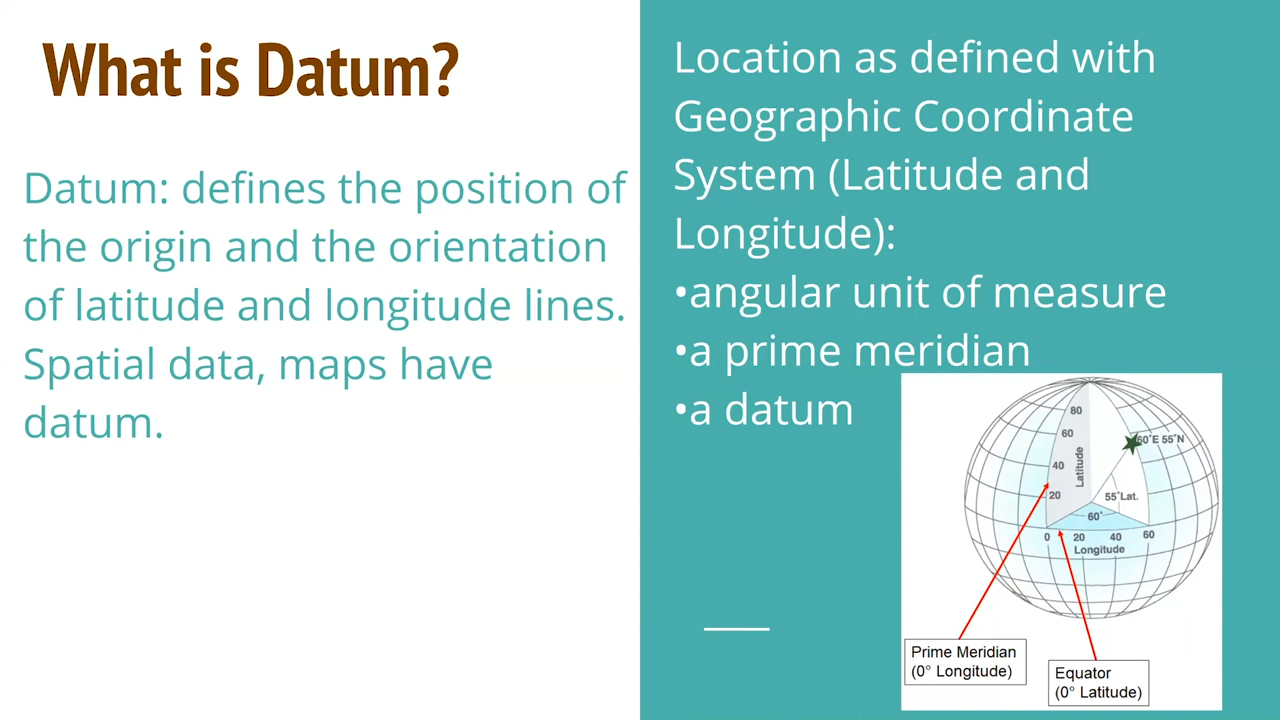 What is Datum?
Datum: defines the position of
the origin and the orientation
of latitude and longitude lines.
Spatial data, maps have
datum.
Location as defined with
Geographic Coordinate
System (Latitude and
Longitude):
•angular unit of measure
•a prime meridian
•a datum
80
60
40
20
Latitude
60°E 55°N
55°Lat.
60°
0 20 40 60
Longitude
Prime Meridian
(0° Longitude)
Equator
(0° Latitude)